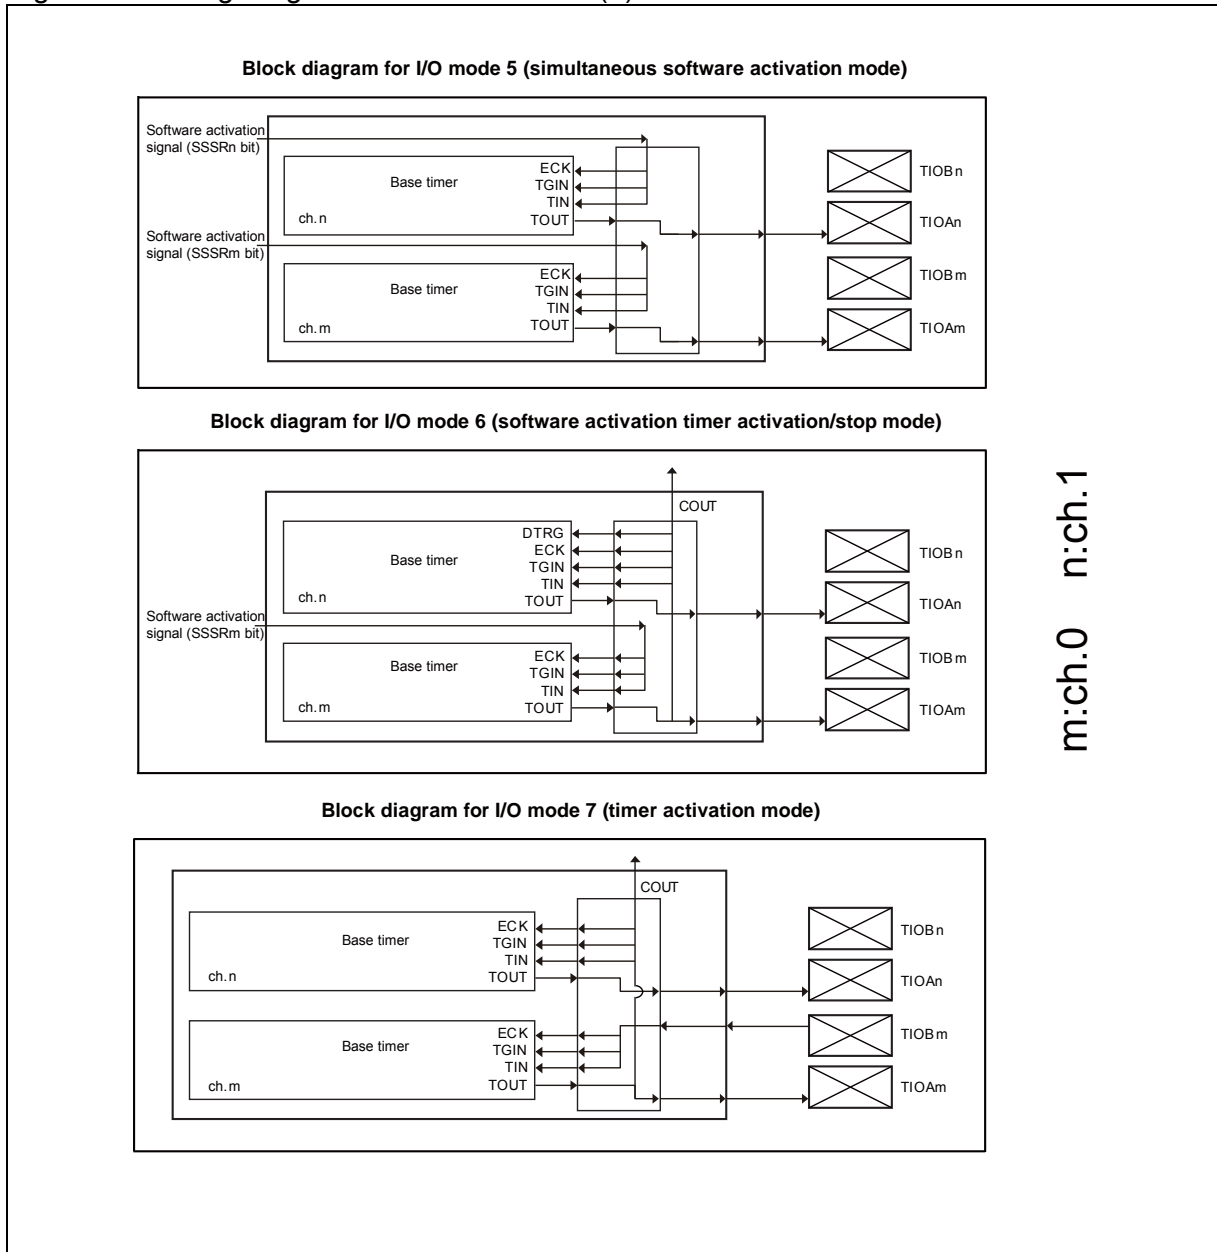 Block diagram for I/O mode 5 (simultaneous software activation mode)
Software activation
signal (SSSRn bit)
Base timer
ch.n
ECK
TGIN
TIN
TOUT
Software activation
signal (SSSRm bit)
Base timer
ch.m
ECK
TGIN
TIN
TOUT
TIOBn
TIOAn
TIOBm
TIOAm
Block diagram for I/O mode 6 (software activation timer activation/stop mode)
COUT
Base timer
ch.n
DTRG
ECK
TGIN
TIN
TOUT
Software activation
signal (SSSRm bit)
Base timer
ch.m
ECK
TGIN
TIN
TOUT
TIOBn
TIOAn
TIOBm
TIOAm
m:ch.0 n:ch.1
Block diagram for I/O mode 7 (timer activation mode)
COUT
Base timer
ch.n
ECK
TGIN
TIN
TOUT
Base timer
ch.m
ECK
TGIN
TIN
TOUT
TIOBn
TIOAn
TIOBm
TIOAm